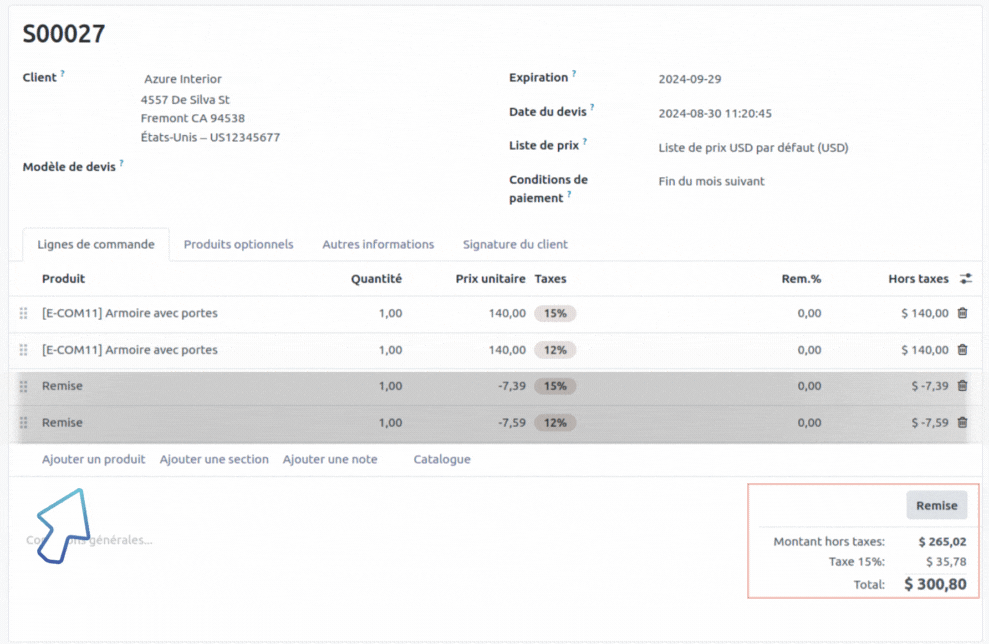 S00027
Client ?
Azure Interior
4557 De Silva St
Fremont CA 94538
États-Unis – US12345677
Modèle de devis ?
Expiration ?
2024-09-29
Date du devis ?
2024-08-30 11:20:45
Liste de prix ?
Liste de prix USD par défaut (USD)
Conditions de
paiement ?
Fin du mois suivant
Lignes de commande Produits optionnels Autres informations Signature du client
Produit Quantité Prix unitaire Taxes Rem.% Hors taxes
[E-COM11] Armoire avec portes 1,00 140,00 15% 0,00 $ 140,00
[E-COM11] Armoire avec portes 1,00 140,00 12% 0,00 $ 140,00
Remise 1,00 -7,39 15% 0,00 $ -7,39
Remise 1,00 -7,59 12% 0,00 $ -7,59
Ajouter un produit Ajouter une section Ajouter une note Catalogue
Remise
générales...
Montant hors taxes: $ 265,02
Taxe 15%: $ 35,78
Total: $ 300,80